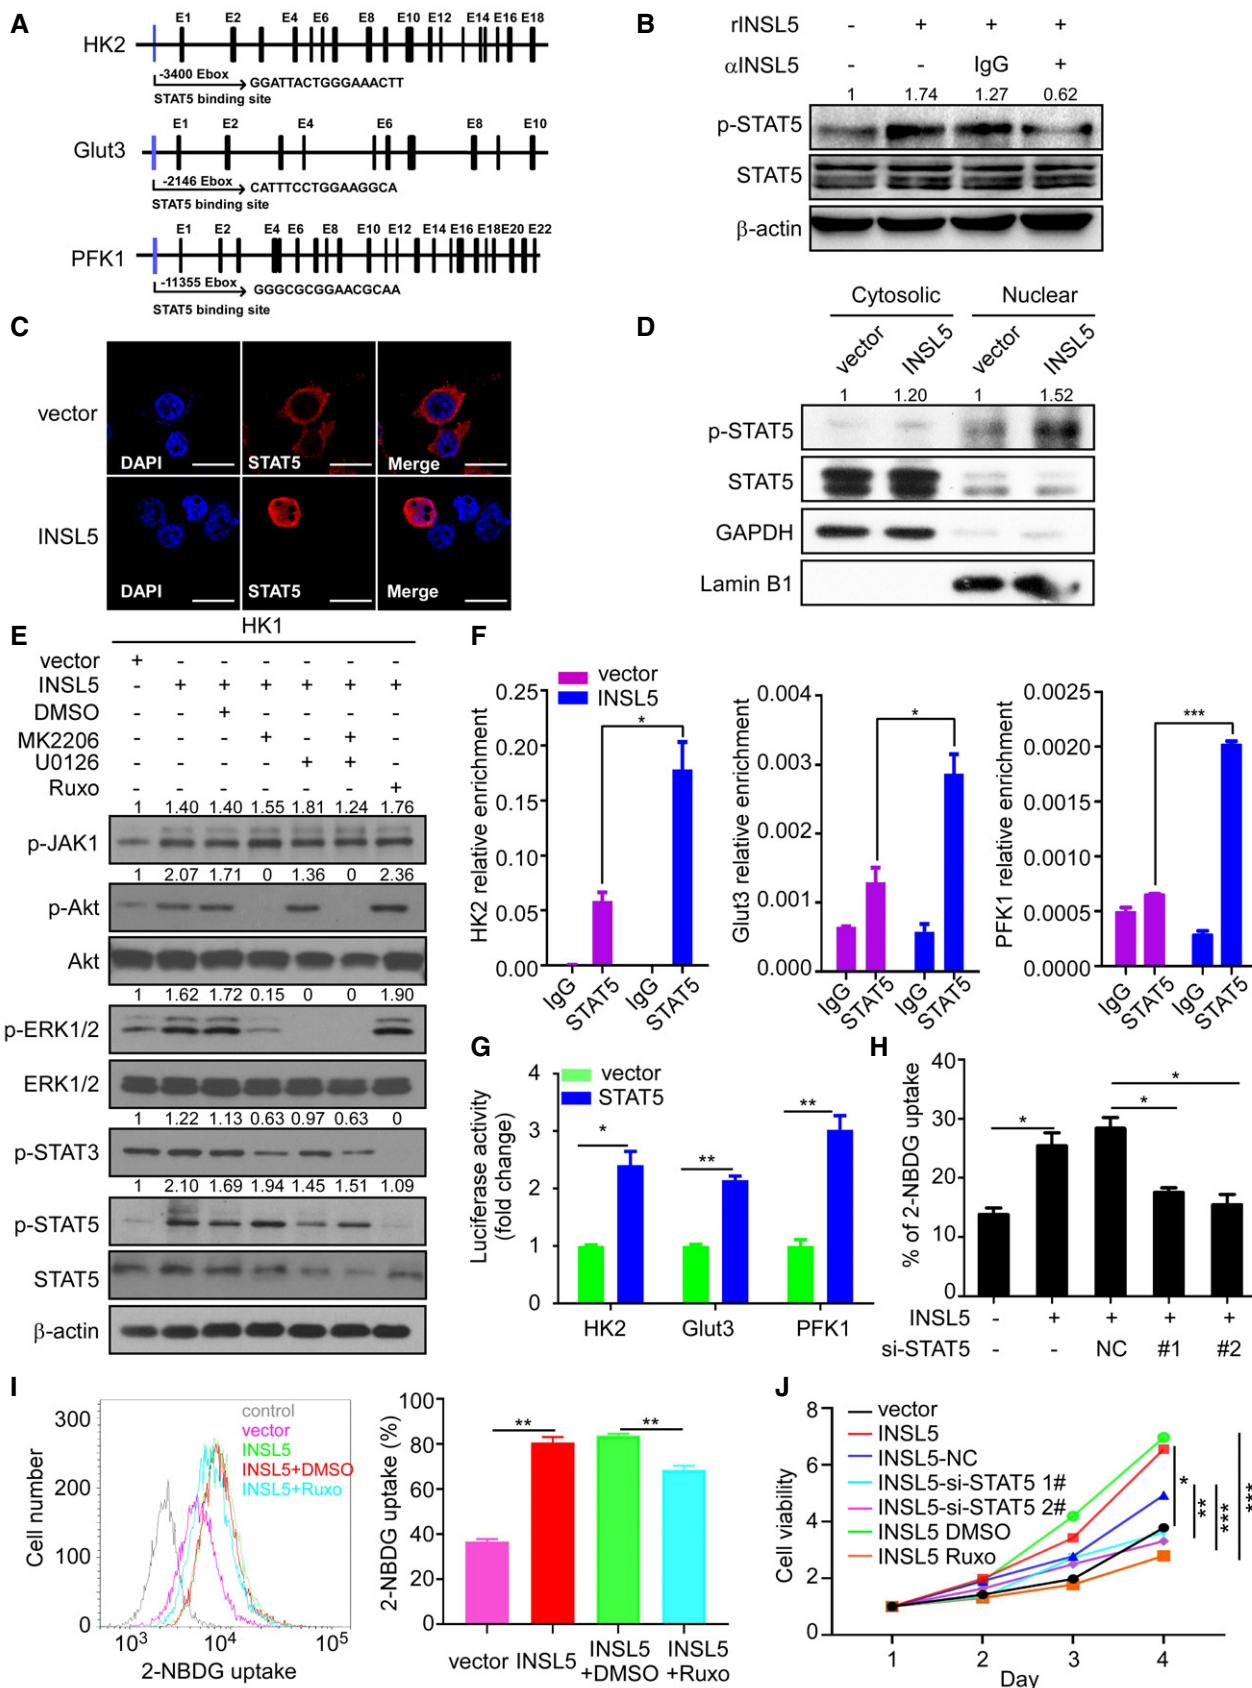 A
E1 E2 E4 E6 E8 E10 E12 E14 E16 E18
HK2
-3400 Ebox GGATTACTGGGAAACTT
STAT5 binding site
E1 E2 E4 E6 E8 E10
Glut3
-2146 Ebox CATTTCCTGGAAGGCA
STAT5 binding site
E1 E2 E4 E6 E8 E10 E12 E14 E16 E18 E20 E22
PFK1
-11355 Ebox GGGCGCGGAACGCAA
STAT5 binding site
B
rINSL5 - + + +
αINSL5 - - IgG +
1 1.74 1.27 0.62
p-STAT5
STAT5
β-actin
C
vector
DAPI STAT5 Merge
INSL5
DAPI STAT5 Merge
D
Cytosolic Nuclear
vector INSL5 vector INSL5
1 1.20 1 1.52
p-STAT5
STAT5
GAPDH
Lamin B1
E
HK1
vector + - - - - - -
INSL5 - + + + + + +
DMSO - - + - - - -
MK2206 - - - + - + -
U0126 - - - - + + -
Ruxo - - - - - - +
1 1.40 1.40 1.55 1.81 1.24 1.76
p-JAK1
1 2.07 1.71 0 1.36 0 2.36
p-Akt
Akt
1 1.62 1.72 0.15 0 0 1.90
p-ERK1/2
ERK1/2
1 1.22 1.13 0.63 0.97 0.63 0
p-STAT3
1 2.10 1.69 1.94 1.45 1.51 1.09
p-STAT5
STAT5
β-actin
F
vector
INSL5
HK2 relative enrichment
0.25
0.20
0.15
0.10
0.05
0.00
*
IgG STAT5 IgG STAT5
Glut3 relative enrichment
0.004
0.003
0.002
0.001
0.000
*
IgG STAT5 IgG STAT5
PFK1 relative enrichment
0.0025
0.0020
0.0015
0.0010
0.0005
0.0000
***
IgG STAT5 IgG STAT5
G
vector
STAT5
Luciferase activity
(fold change)
4
3
2
1
0
* ** **
HK2 Glut3 PFK1
H
% of 2-NBDG uptake
40
30
20
10
0
* * *
INSL5 - + + + +
si-STAT5 - - NC #1 #2
I
control
vector
INSL5
INSL5+DMSO
INSL5+Ruxo
Cell number
300
200
100
0
10³ 10⁴ 10⁵
2-NBDG uptake
2-NBDG uptake (%)
100
80
60
40
20
0
** **
vector INSL5 INSL5 +DMSO INSL5 +Ruxo
J
vector
INSL5
INSL5-NC
INSL5-si-STAT5 1#
INSL5-si-STAT5 2#
INSL5 DMSO
INSL5 Ruxo
Cell viability
8
6
4
2
0
* ** *** ***
1 2 3 4
Day